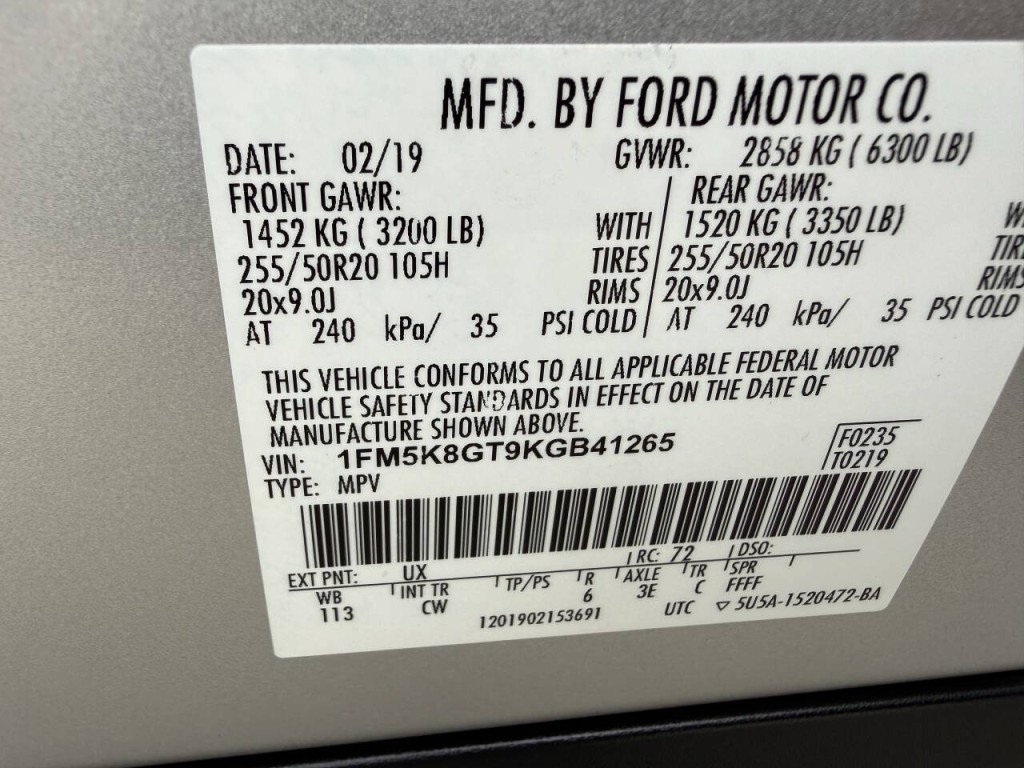 MFD. BY FORD MOTOR CO.
DATE: 02/19 GVWR: 2858 KG ( 6300 LB)
FRONT GAWR: REAR GAWR:
1452 KG ( 3200 LB) WITH 1520 KG ( 3350 LB)
255/50R20 105H TIRES 255/50R20 105H
20x9.0J RIMS 20x9.0J RIMS
AT 240 kPa/ 35 PSI COLD AT 240 kPa/ 35 PSI COLD
THIS VEHICLE CONFORMS TO ALL APPLICABLE FEDERAL MOTOR
VEHICLE SAFETY STANDARDS IN EFFECT ON THE DATE OF
MANUFACTURE SHOWN ABOVE.
VIN: 1FM5K8GT9KGB41265 F0235
TYPE: MPV T0219
EXT PNT: UX RC: 72 DSO:
WB INT TR TP/PS R AXLE TR SPR
113 CW 6 3E C FFFF
1201902153691 UTC ▽ 5U5A-1520472-BA